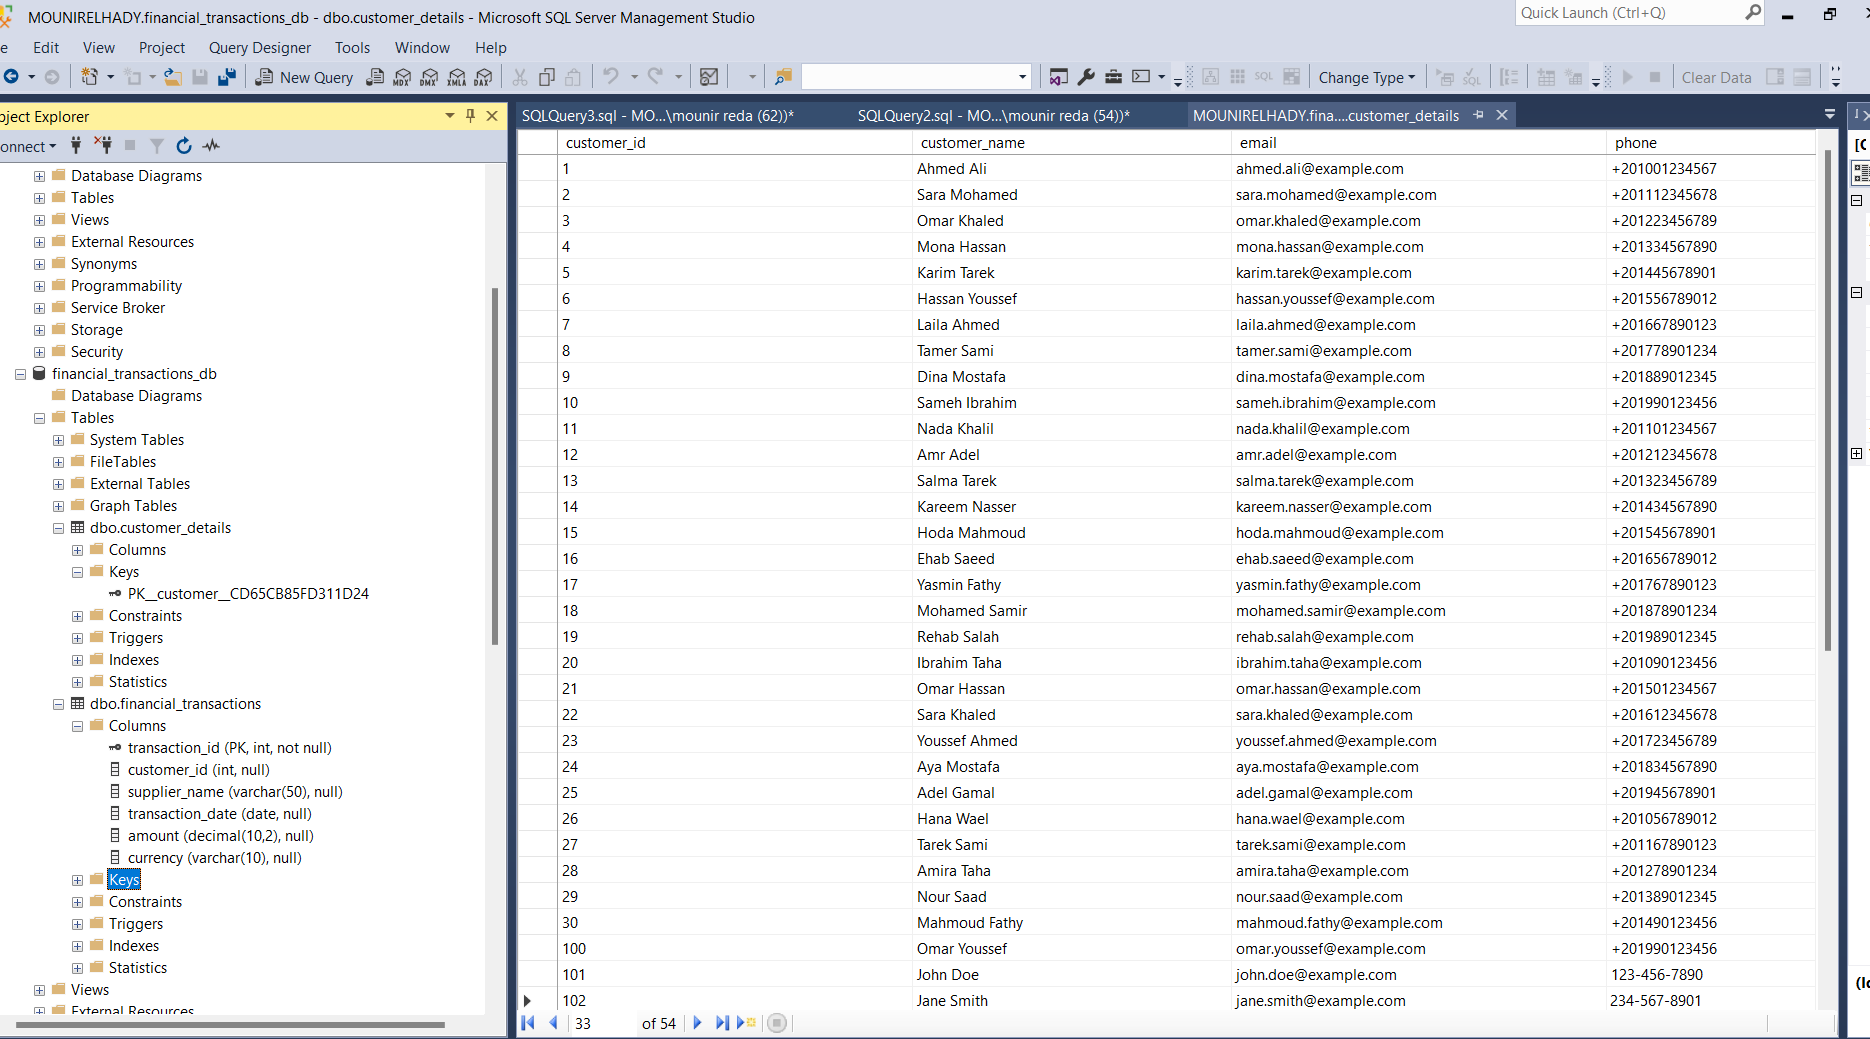 MOUNIRELHADY.financial_transactions_db - dbo.customer_details - Microsoft SQL Server Management Studio
Quick Launch (Ctrl+Q)
e Edit View Project Query Designer Tools Window Help
New Query MDX DMX XMLA DAX SQL Change Type SQL Clear Data
ject Explorer
onnect
Database Diagrams
Tables
Views
External Resources
Synonyms
Programmability
Service Broker
Storage
Security
financial_transactions_db
Database Diagrams
Tables
System Tables
FileTables
External Tables
Graph Tables
dbo.customer_details
Columns
Keys
PK__customer__CD65CB85FD311D24
Constraints
Triggers
Indexes
Statistics
dbo.financial_transactions
Columns
transaction_id (PK, int, not null)
customer_id (int, null)
supplier_name (varchar(50), null)
transaction_date (date, null)
amount (decimal(10,2), null)
currency (varchar(10), null)
Keys
Constraints
Triggers
Indexes
Statistics
Views
External Resources
SQLQuery3.sql - MO...\mounir reda (62))* SQLQuery2.sql - MO...\mounir reda (54))* MOUNIRELHADY.fina....customer_details
customer_id customer_name email phone
1 Ahmed Ali ahmed.ali@example.com +201001234567
2 Sara Mohamed sara.mohamed@example.com +201112345678
3 Omar Khaled omar.khaled@example.com +201223456789
4 Mona Hassan mona.hassan@example.com +201334567890
5 Karim Tarek karim.tarek@example.com +201445678901
6 Hassan Youssef hassan.youssef@example.com +201556789012
7 Laila Ahmed laila.ahmed@example.com +201667890123
8 Tamer Sami tamer.sami@example.com +201778901234
9 Dina Mostafa dina.mostafa@example.com +201889012345
10 Sameh Ibrahim sameh.ibrahim@example.com +201990123456
11 Nada Khalil nada.khalil@example.com +201101234567
12 Amr Adel amr.adel@example.com +201212345678
13 Salma Tarek salma.tarek@example.com +201323456789
14 Kareem Nasser kareem.nasser@example.com +201434567890
15 Hoda Mahmoud hoda.mahmoud@example.com +201545678901
16 Ehab Saeed ehab.saeed@example.com +201656789012
17 Yasmin Fathy yasmin.fathy@example.com +201767890123
18 Mohamed Samir mohamed.samir@example.com +201878901234
19 Rehab Salah rehab.salah@example.com +201989012345
20 Ibrahim Taha ibrahim.taha@example.com +201090123456
21 Omar Hassan omar.hassan@example.com +201501234567
22 Sara Khaled sara.khaled@example.com +201612345678
23 Youssef Ahmed youssef.ahmed@example.com +201723456789
24 Aya Mostafa aya.mostafa@example.com +201834567890
25 Adel Gamal adel.gamal@example.com +201945678901
26 Hana Wael hana.wael@example.com +201056789012
27 Tarek Sami tarek.sami@example.com +201167890123
28 Amira Taha amira.taha@example.com +201278901234
29 Nour Saad nour.saad@example.com +201389012345
30 Mahmoud Fathy mahmoud.fathy@example.com +201490123456
100 Omar Youssef omar.youssef@example.com +201990123456
101 John Doe john.doe@example.com 123-456-7890
102 Jane Smith jane.smith@example.com 234-567-8901
33 of 54